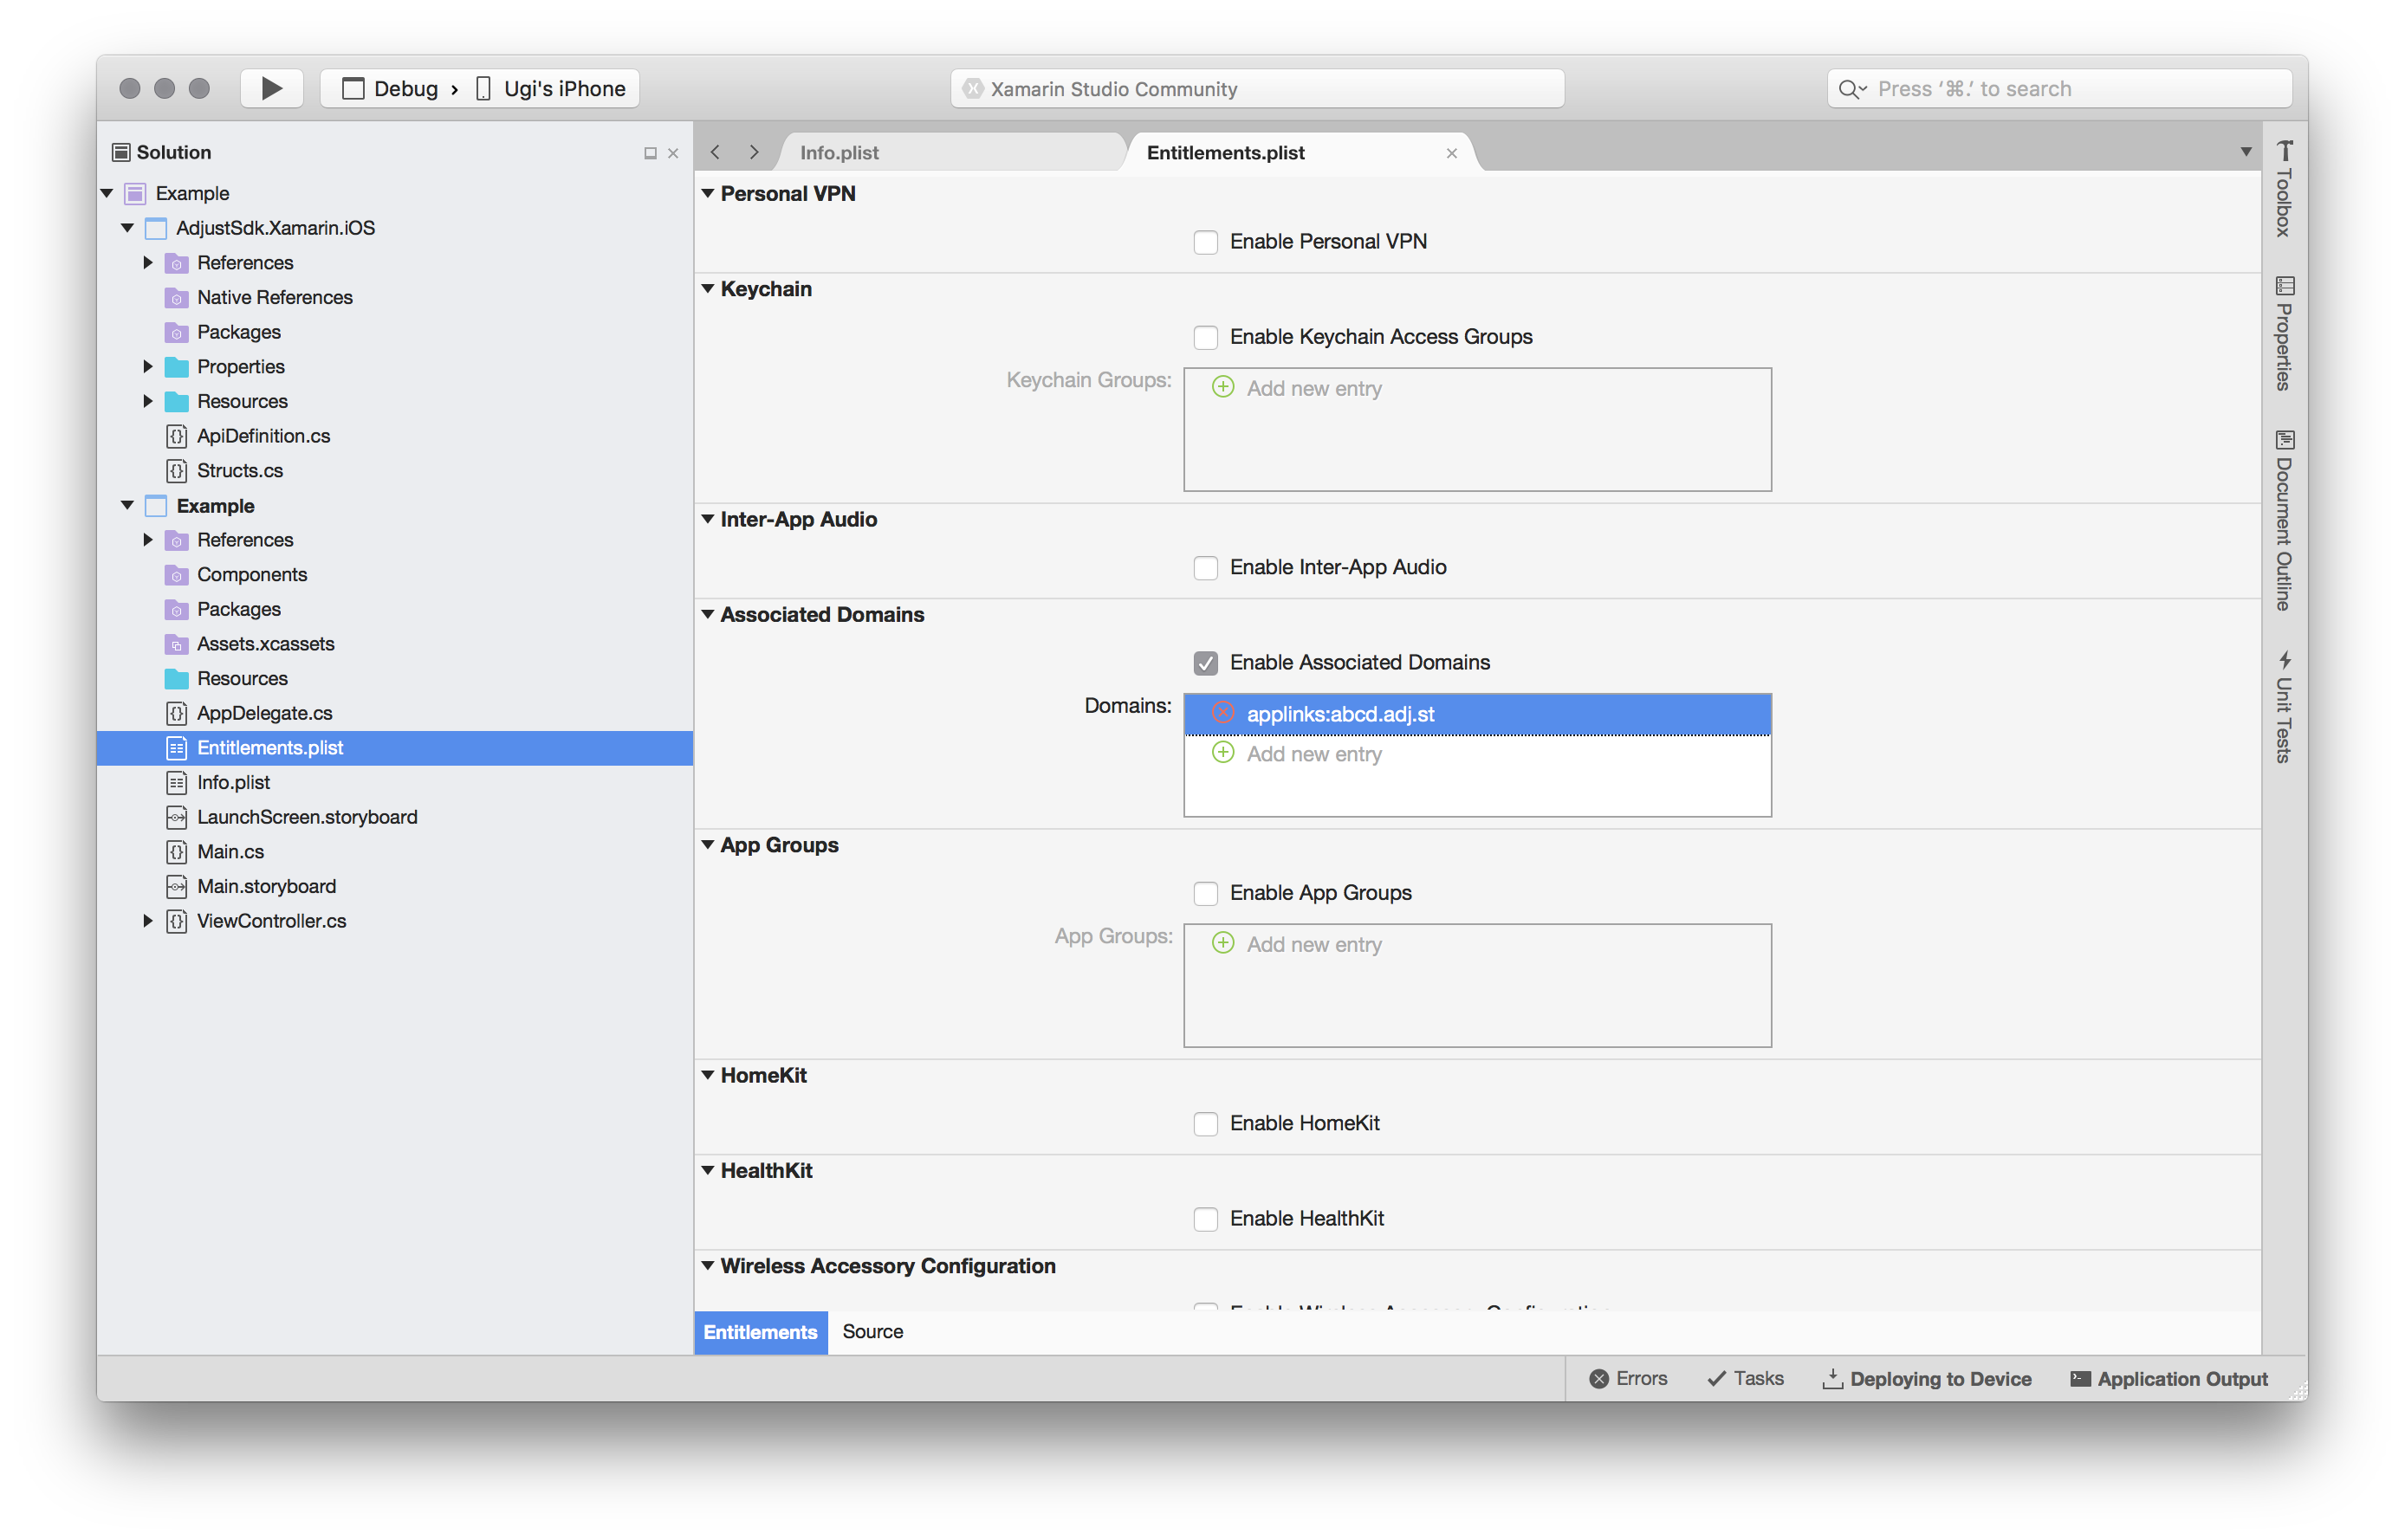 Debug › Ugi's iPhone
Xamarin Studio Community
Press ‘⌘.’ to search
Solution
Example
AdjustSdk.Xamarin.iOS
References
Native References
Packages
Properties
Resources
ApiDefinition.cs
Structs.cs
Example
References
Components
Packages
Assets.xcassets
Resources
AppDelegate.cs
Entitlements.plist
Info.plist
LaunchScreen.storyboard
Main.cs
Main.storyboard
ViewController.cs
Info.plist
Entitlements.plist
Personal VPN
Enable Personal VPN
Keychain
Enable Keychain Access Groups
Keychain Groups:
Add new entry
Inter-App Audio
Enable Inter-App Audio
Associated Domains
Enable Associated Domains
Domains:
applinks:abcd.adj.st
Add new entry
App Groups
Enable App Groups
App Groups:
Add new entry
HomeKit
Enable HomeKit
HealthKit
Enable HealthKit
Wireless Accessory Configuration
Enable Wireless Accessory Configuration
Entitlements
Source
Toolbox
Properties
Document Outline
Unit Tests
Errors
Tasks
Deploying to Device
Application Output